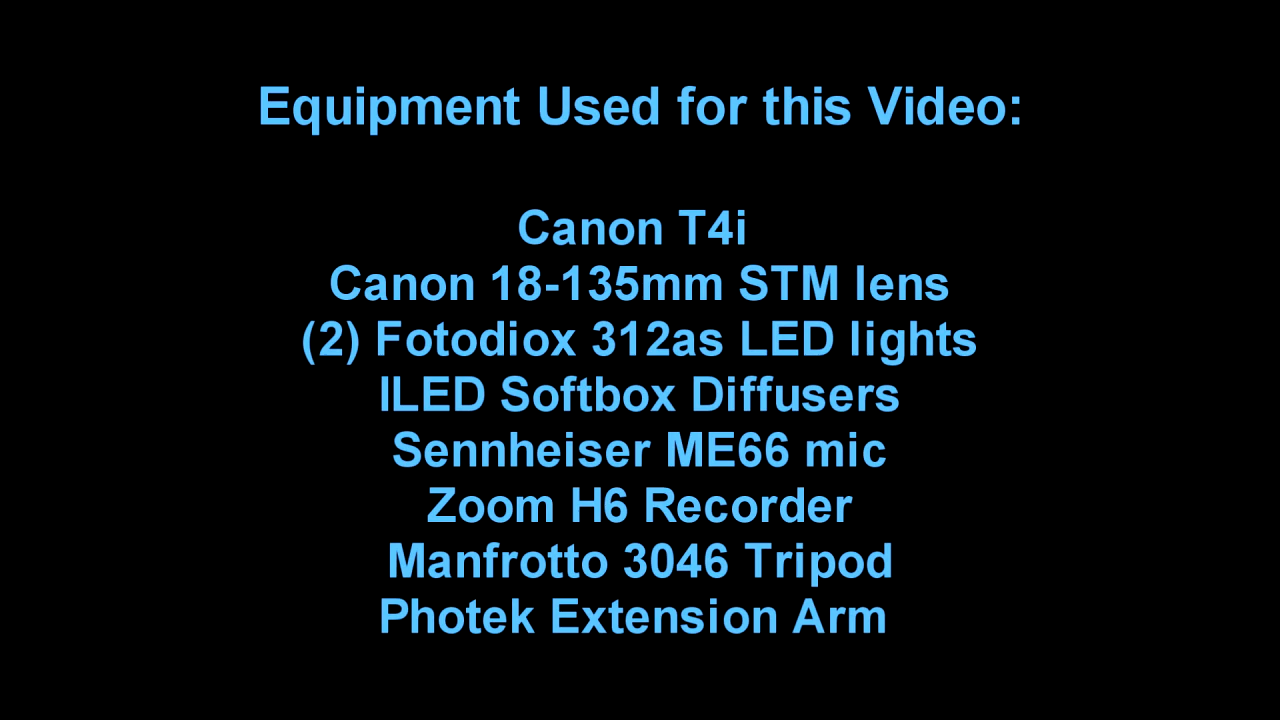 Equipment Used for this Video:
Canon T4i
Canon 18-135mm STM lens
(2) Fotodiox 312as LED lights
ILED Softbox Diffusers
Sennheiser ME66 mic
Zoom H6 Recorder
Manfrotto 3046 Tripod
Photek Extension Arm